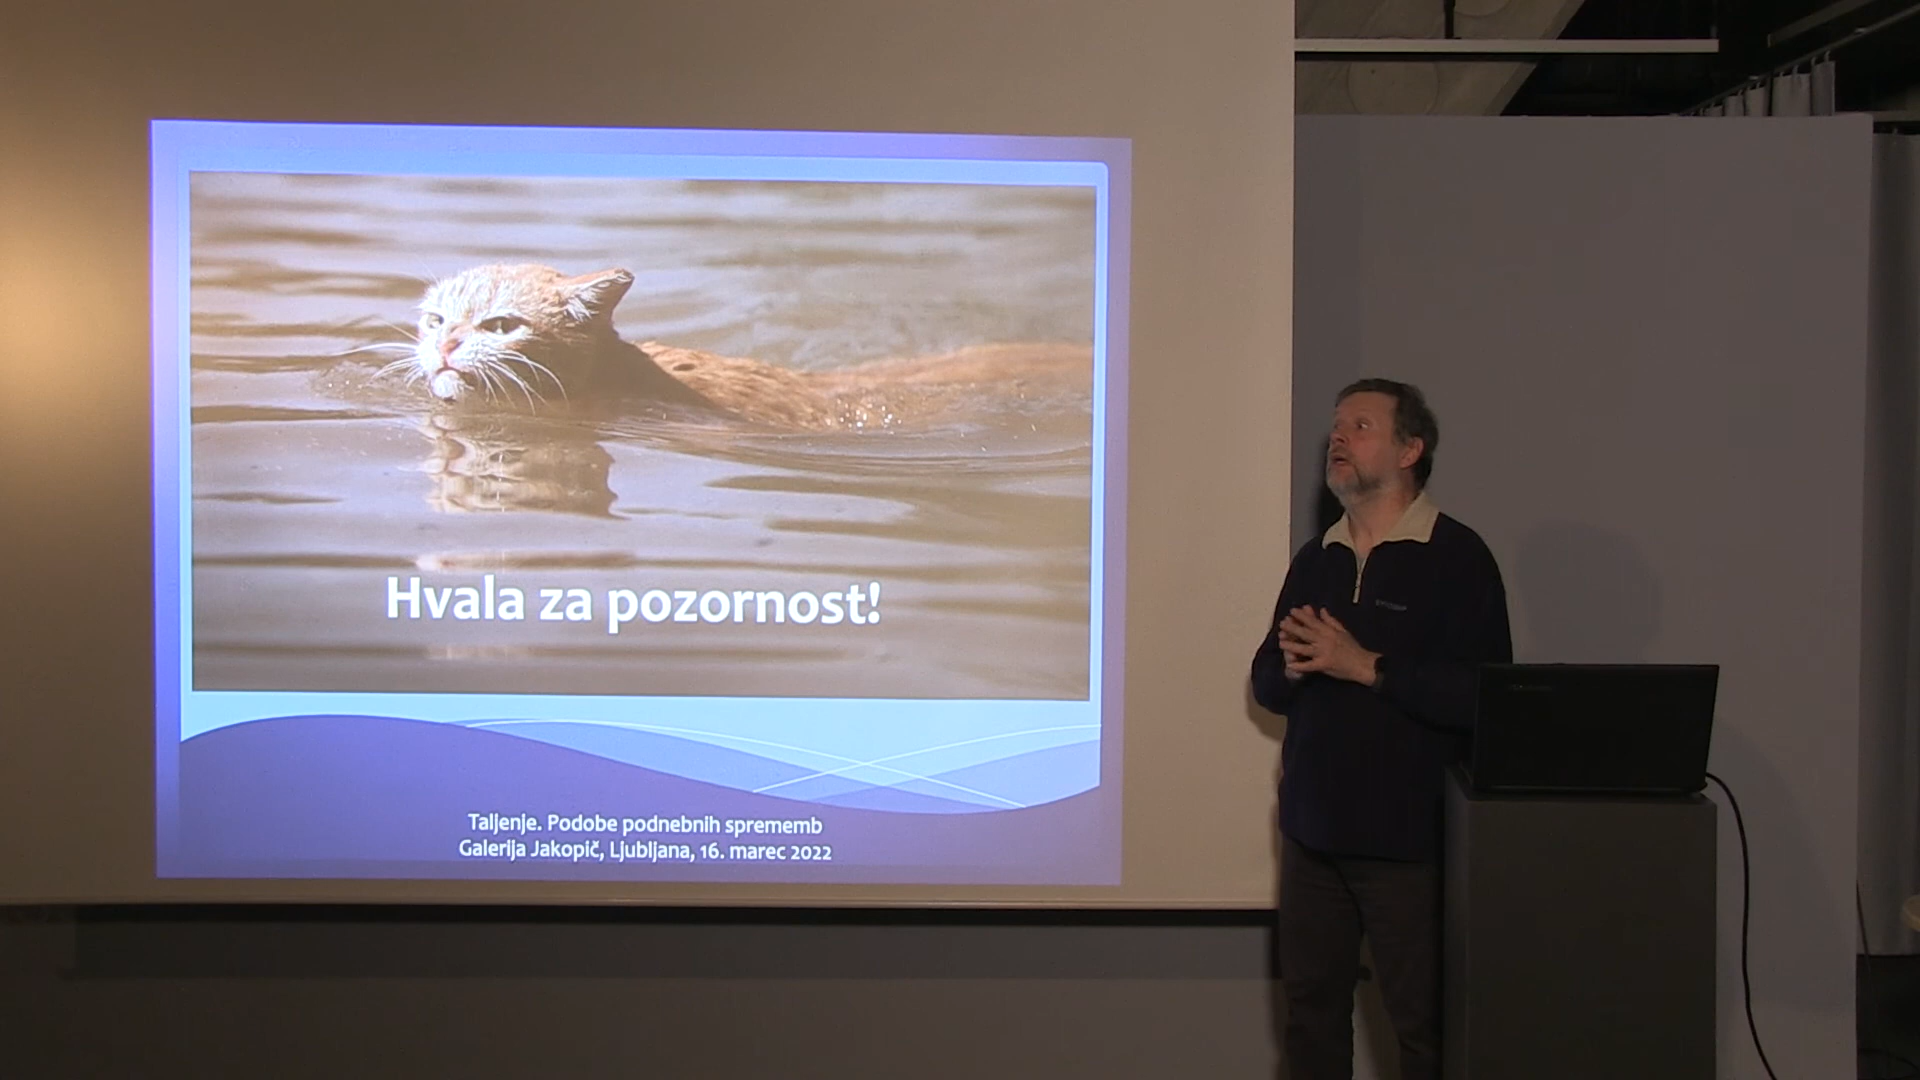 Hvala za pozornost!
Taljenje. Podobe podnebnih sprememb
Galerija Jakopič, Ljubljana, 16. marec 2022